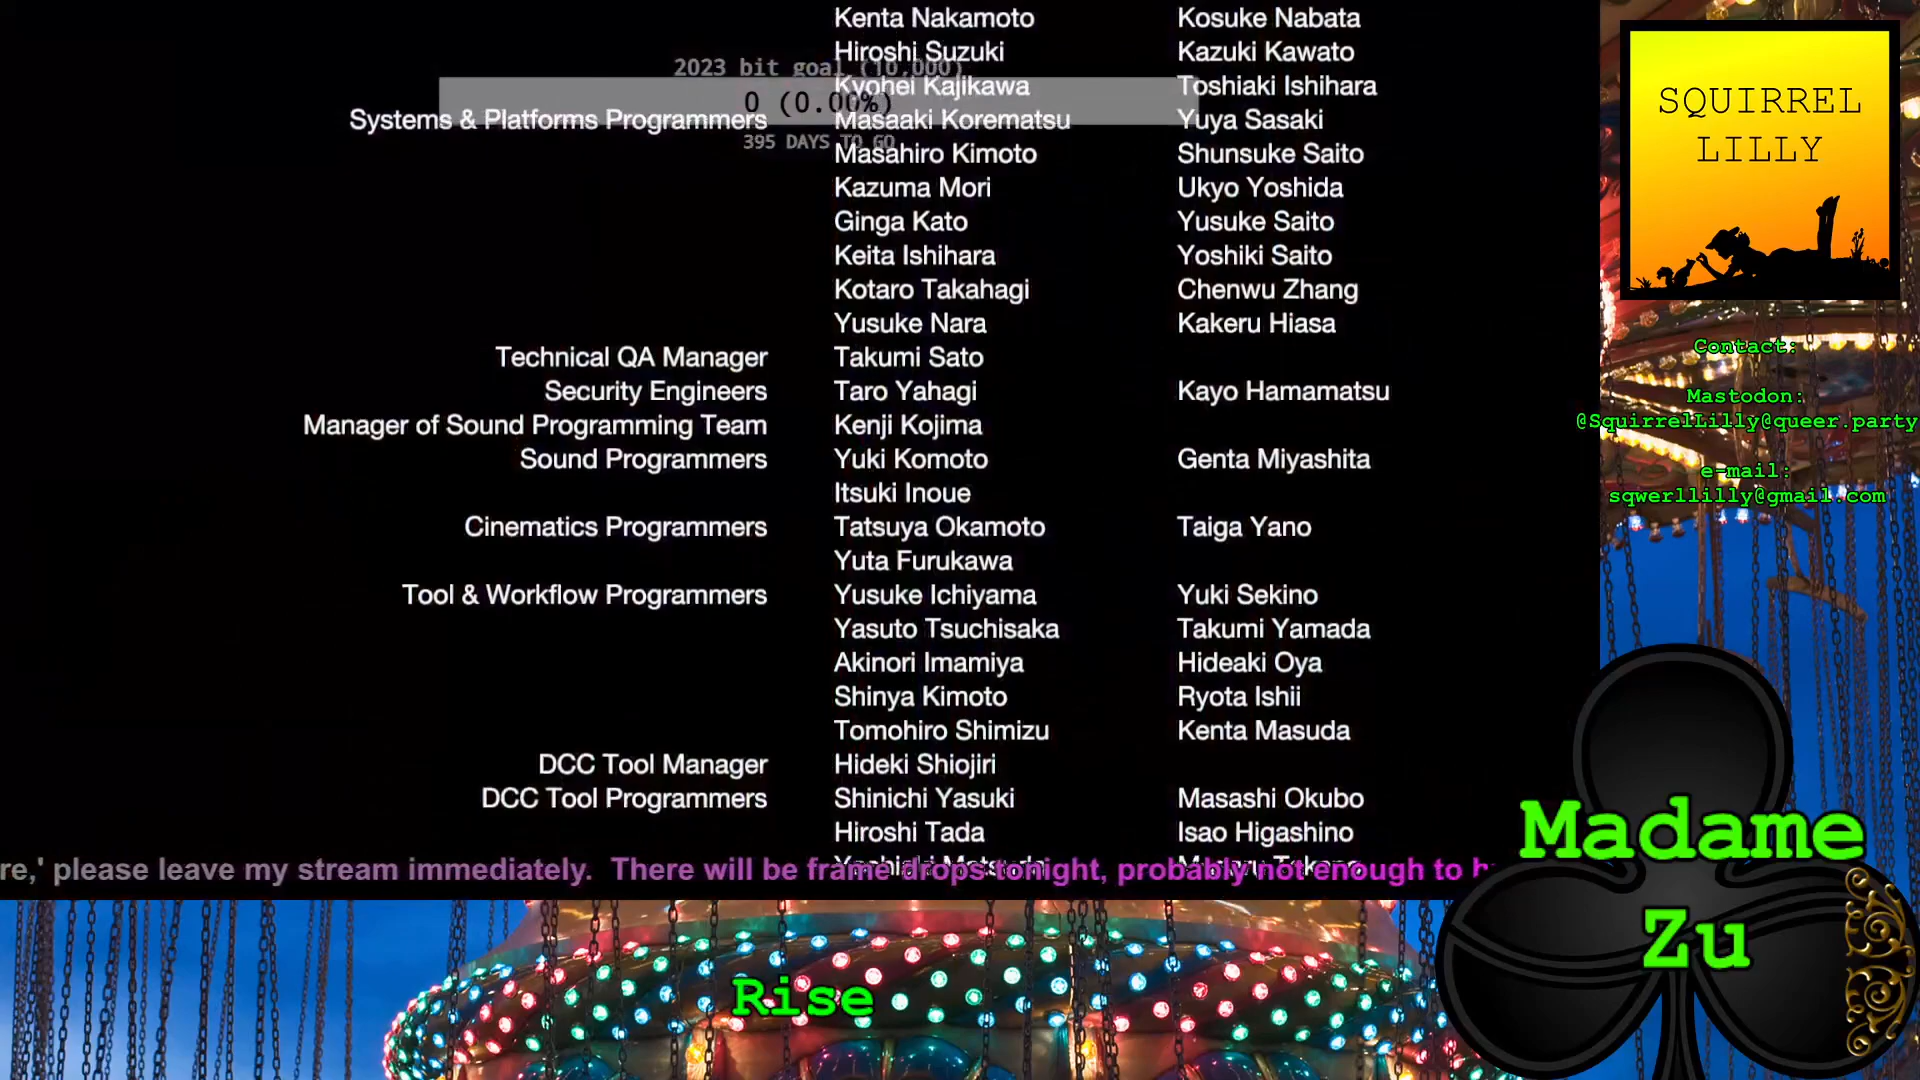 Kenta Nakamoto Kosuke Nabata
Hiroshi Suzuki Kazuki Kawato
2023 bit goal (10,000)
Kyohei Kajikawa Toshiaki Ishihara
0 (0.00%)
Systems & Platforms Programmers Masaaki Korematsu Yuya Sasaki
395 DAYS TO GO
Masahiro Kimoto Shunsuke Saito
Kazuma Mori Ukyo Yoshida
Ginga Kato Yusuke Saito
Keita Ishihara Yoshiki Saito
Kotaro Takahagi Chenwu Zhang
Yusuke Nara Kakeru Hiasa
Technical QA Manager Takumi Sato
Security Engineers Taro Yahagi Kayo Hamamatsu
Manager of Sound Programming Team Kenji Kojima
Sound Programmers Yuki Komoto Genta Miyashita
Itsuki Inoue
Cinematics Programmers Tatsuya Okamoto Taiga Yano
Yuta Furukawa
Tool & Workflow Programmers Yusuke Ichiyama Yuki Sekino
Yasuto Tsuchisaka Takumi Yamada
Akinori Imamiya Hideaki Oya
Shinya Kimoto Ryota Ishii
Tomohiro Shimizu Kenta Masuda
DCC Tool Manager Hideki Shiojiri
DCC Tool Programmers Shinichi Yasuki Masashi Okubo
Hiroshi Tada Isao Higashino
re,' please leave my stream immediately. There will be frame drops tonight, probably not enough to
SQUIRREL
LILLY
Contact:
Mastodon:
@SquirrelLilly@queer.party
e-mail:
sqwerllilly@gmail.com
Madame
Zu
Rise